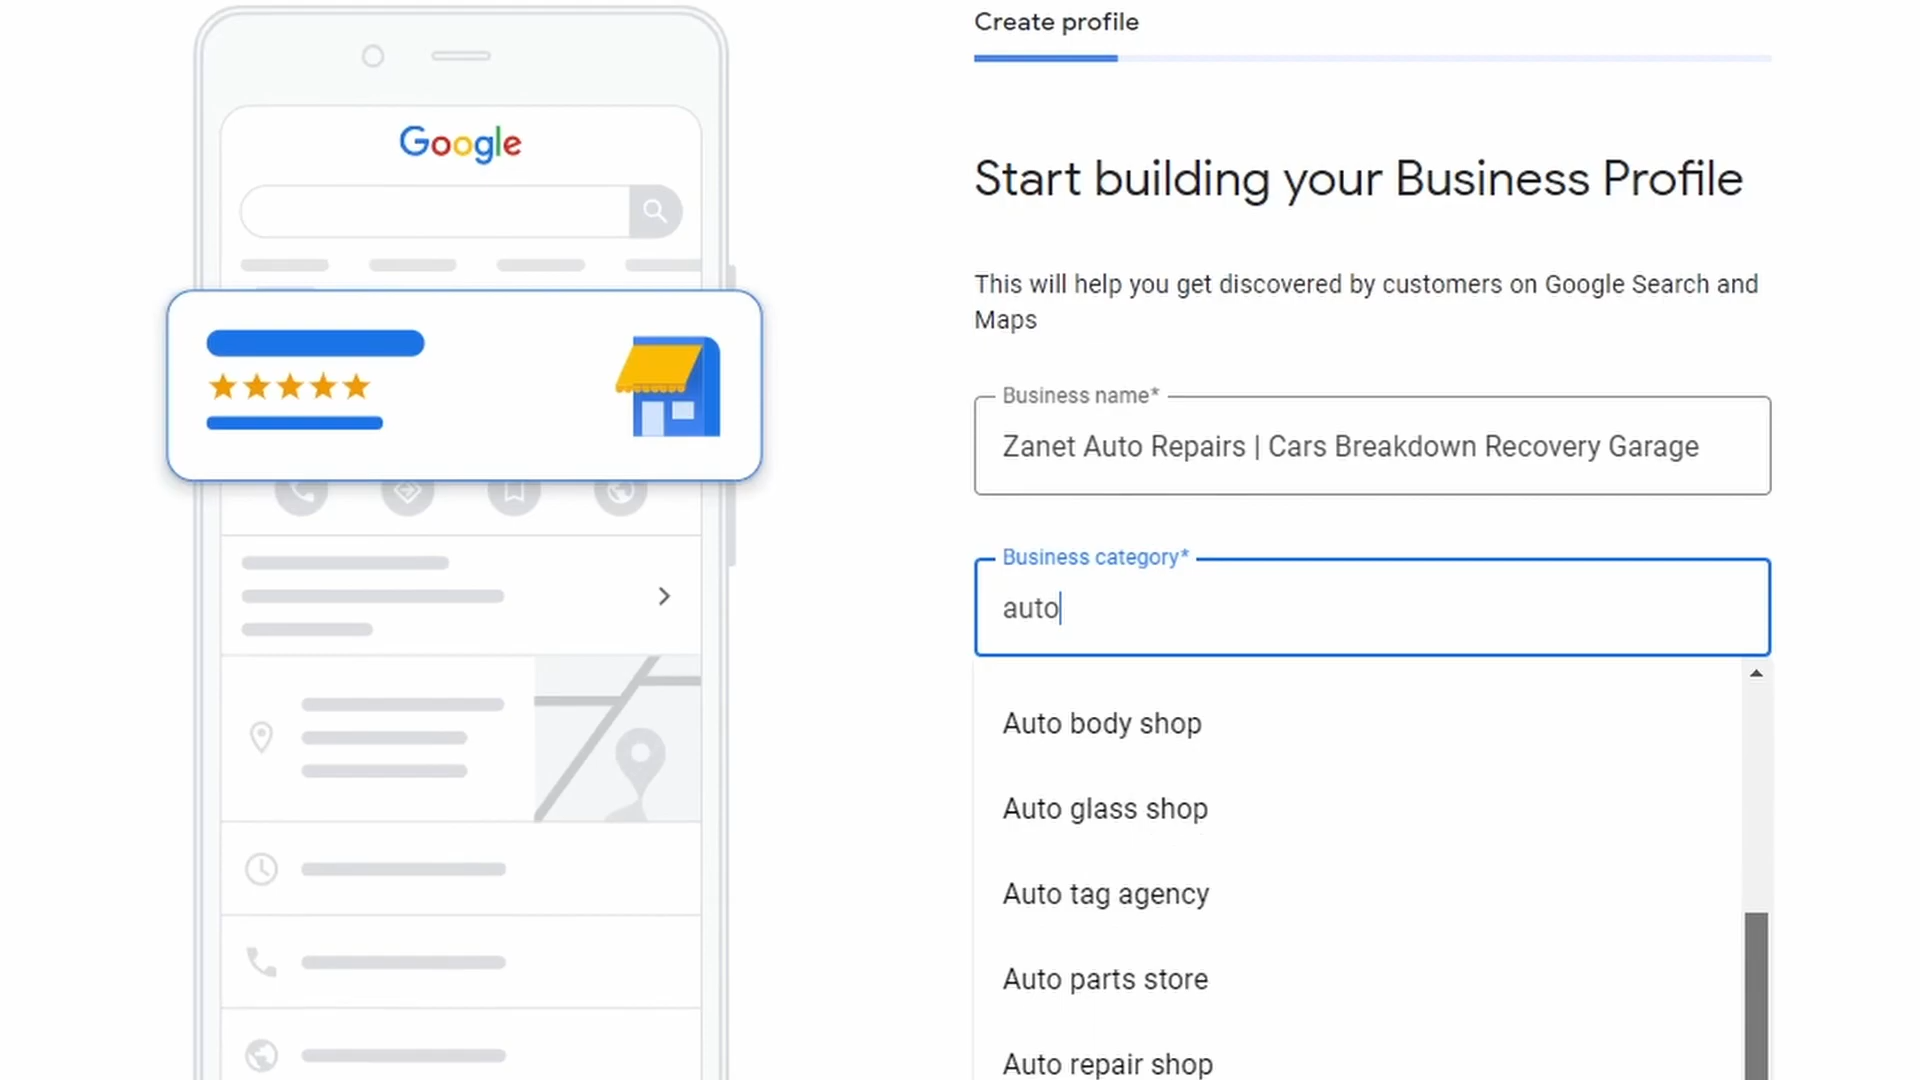 Create profile
Google
Start building your Business Profile
This will help you get discovered by customers on Google Search and
Maps
Business name*
Zanet Auto Repairs | Cars Breakdown Recovery Garage
Business category*
auto
Auto body shop
Auto glass shop
Auto tag agency
Auto parts store
Auto repair shop